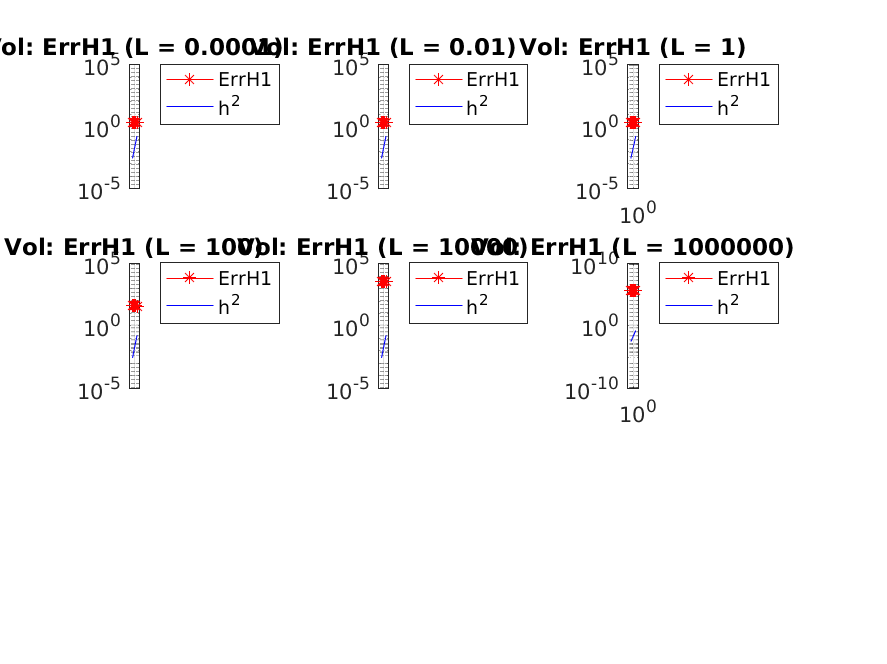 Vol: ErrH1 (L = 0.0001)
Vol: ErrH1 (L = 0.01)
Vol: ErrH1 (L = 1)
10^5
10^0
10^-5
ErrH1
h^2
10^5
10^0
10^-5
ErrH1
h^2
10^5
10^0
10^-5
10^0
ErrH1
h^2
Vol: ErrH1 (L = 100)
Vol: ErrH1 (L = 10000)
Vol: ErrH1 (L = 1000000)
10^5
10^0
10^-5
ErrH1
h^2
10^5
10^0
10^-5
ErrH1
h^2
10^10
10^0
10^-10
10^0
ErrH1
h^2